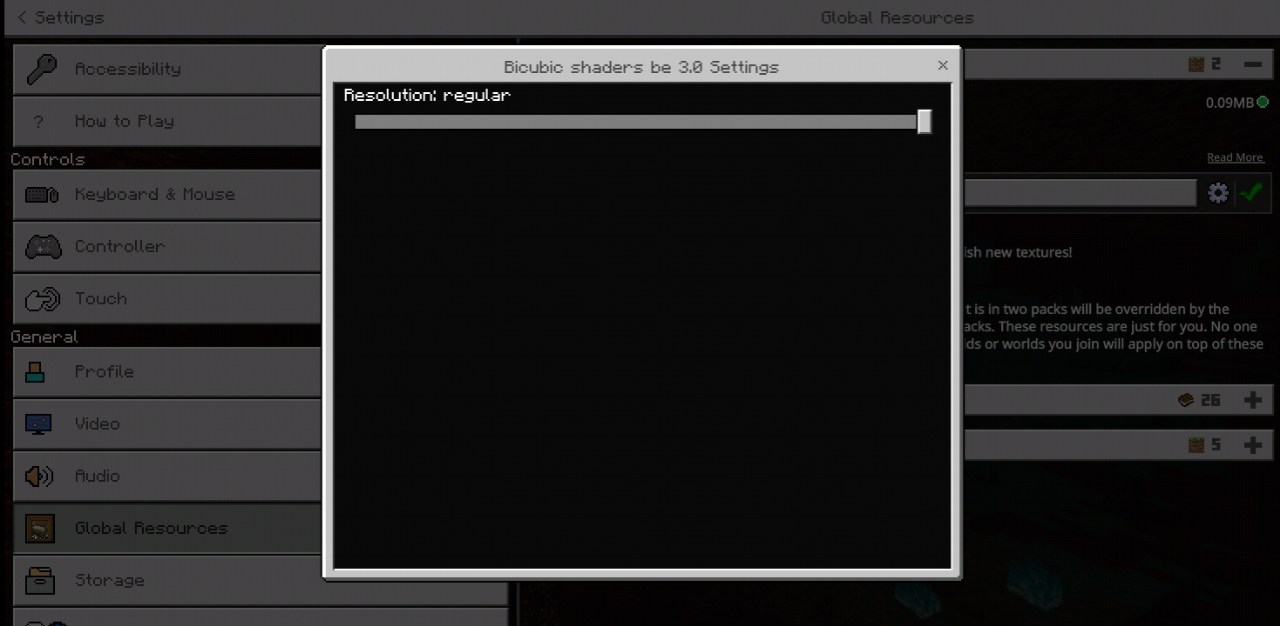 < Settings
Global Resources
Accessibility
? How to Play
Controls
Keyboard & Mouse
Controller
Touch
General
Profile
Video
Audio
Global Resources
Storage
Bicubic shaders be 3.0 Settings
Resolution: regular
2
0.09MB
Read More
ish new textures!
t is in two packs will be overridden by the
acks. These resources are just for you. No one
ds or worlds you join will apply on top of these
26
5